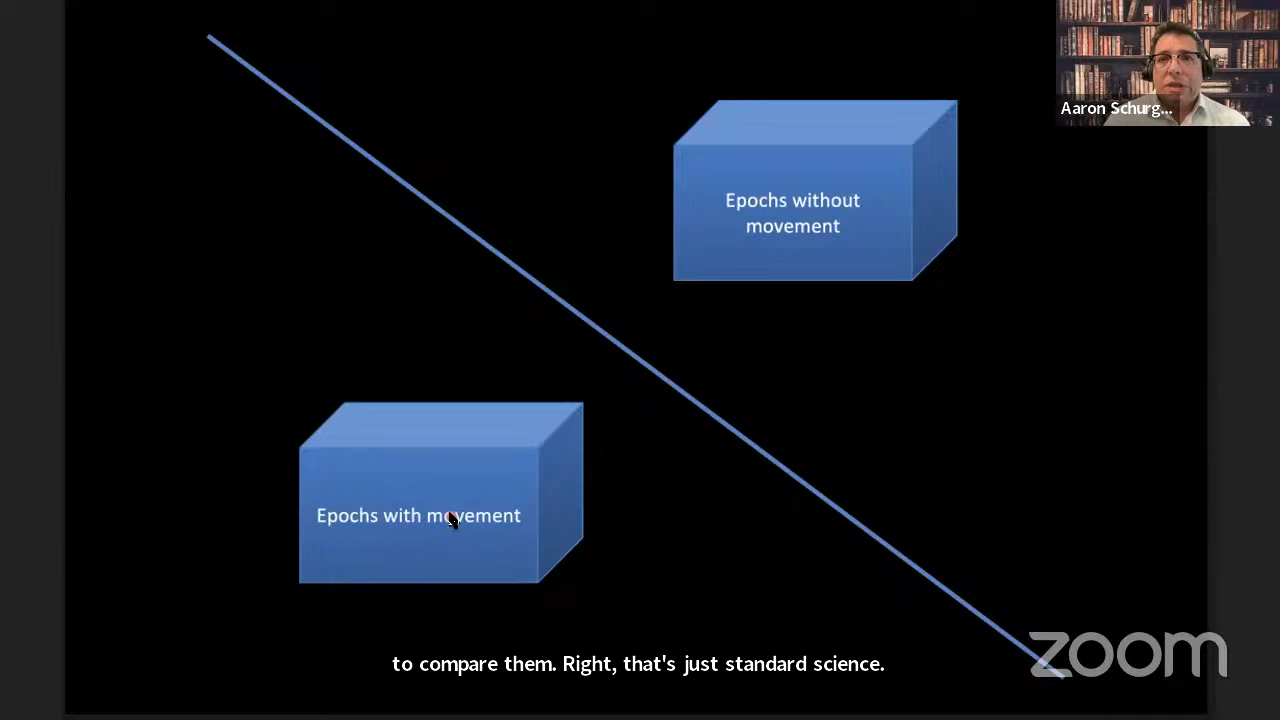 Aaron Schurg...
Epochs without
movement
Epochs with movement
to compare them. Right, that's just standard science.
zoom